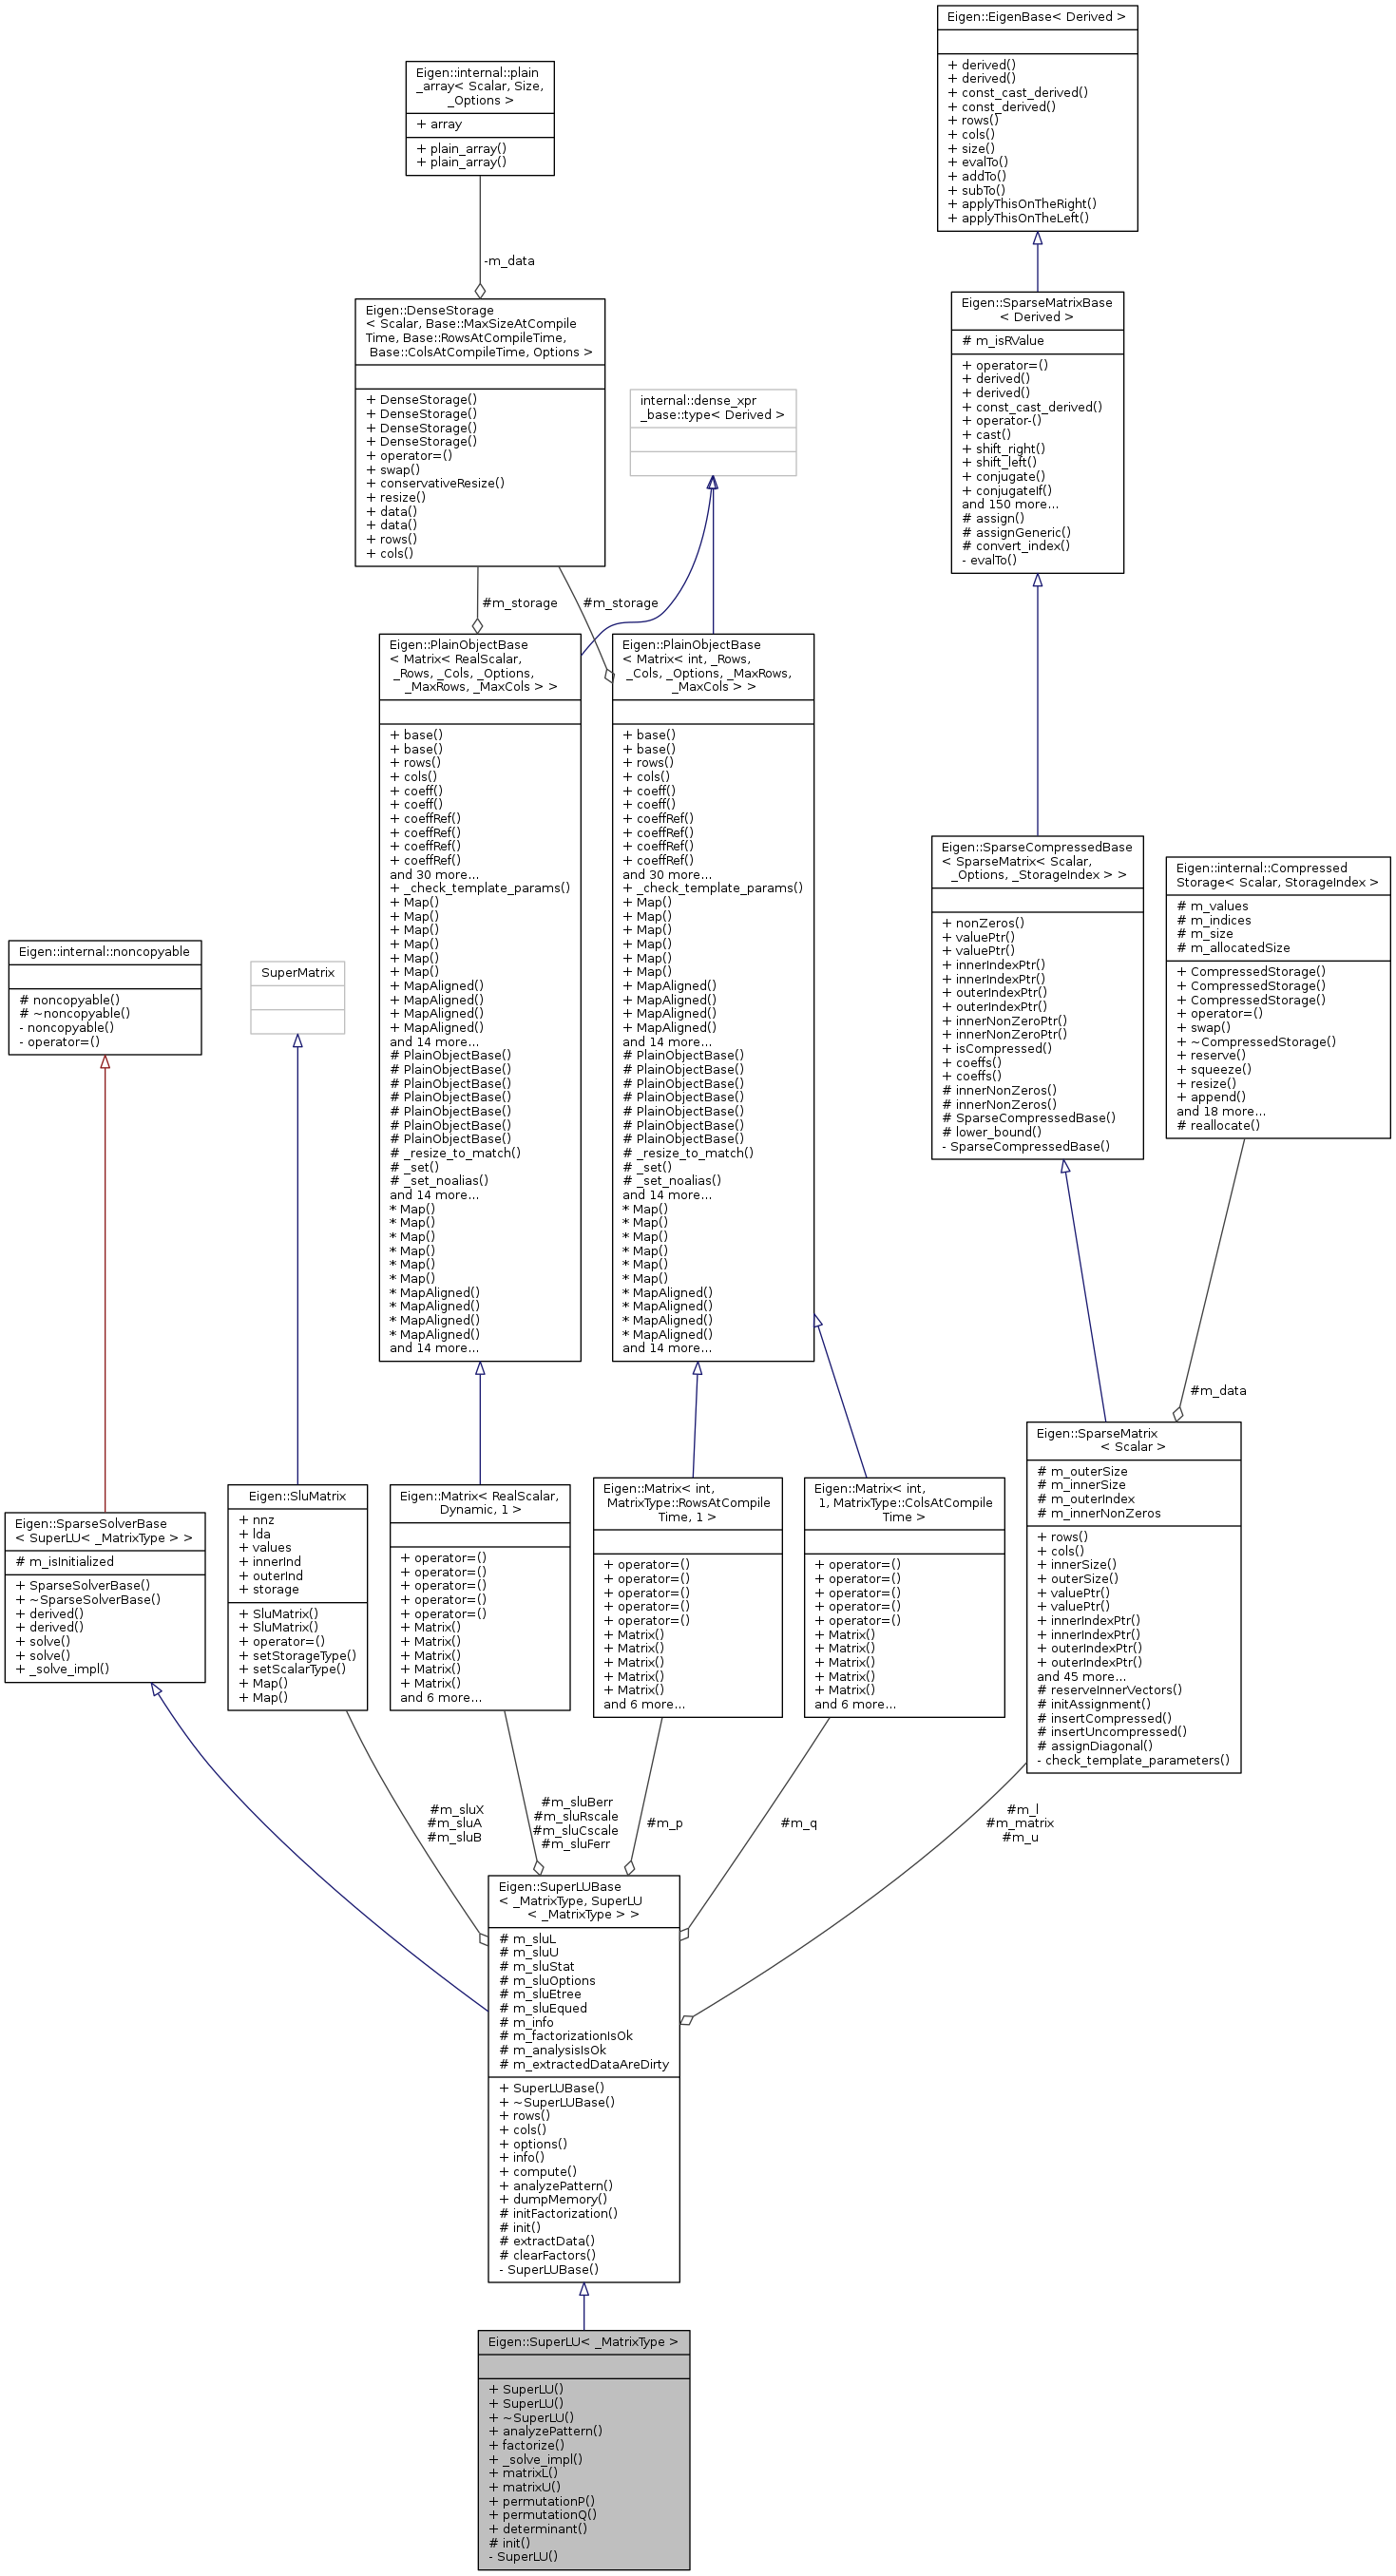 Eigen::EigenBase< Derived >
+ derived()
+ derived()
+ const_cast_derived()
+ const_derived()
+ rows()
+ cols()
+ size()
+ evalTo()
+ addTo()
+ subTo()
+ applyThisOnTheRight()
+ applyThisOnTheLeft()
Eigen::internal::plain
_array< Scalar, Size,
_Options >
+ array
+ plain_array()
+ plain_array()
-m_data
Eigen::DenseStorage
< Scalar, Base::MaxSizeAtCompile
Time, Base::RowsAtCompileTime,
Base::ColsAtCompileTime, Options >
+ DenseStorage()
+ DenseStorage()
+ DenseStorage()
+ DenseStorage()
+ operator=()
+ swap()
+ conservativeResize()
+ resize()
+ data()
+ data()
+ rows()
+ cols()
internal::dense_xpr
_base::type< Derived >
Eigen::SparseMatrixBase
< Derived >
# m_isRValue
+ operator=()
+ derived()
+ derived()
+ const_cast_derived()
+ operator-()
+ cast()
+ shift_right()
+ shift_left()
+ conjugate()
+ conjugateIf()
and 150 more...
# assign()
# assignGeneric()
# convert_index()
- evalTo()
#m_storage
#m_storage
Eigen::PlainObjectBase
< Matrix< RealScalar,
_Rows, _Cols, _Options,
_MaxRows, _MaxCols > >
+ base()
+ base()
+ rows()
+ cols()
+ coeff()
+ coeff()
+ coeffRef()
+ coeffRef()
+ coeffRef()
+ coeffRef()
and 30 more...
+ _check_template_params()
+ Map()
+ Map()
+ Map()
+ Map()
+ Map()
+ Map()
+ MapAligned()
+ MapAligned()
+ MapAligned()
+ MapAligned()
and 14 more...
# PlainObjectBase()
# PlainObjectBase()
# PlainObjectBase()
# PlainObjectBase()
# PlainObjectBase()
# PlainObjectBase()
# PlainObjectBase()
# _resize_to_match()
# _set()
# _set_noalias()
and 14 more...
* Map()
* Map()
* Map()
* Map()
* Map()
* Map()
* MapAligned()
* MapAligned()
* MapAligned()
* MapAligned()
and 14 more...
Eigen::PlainObjectBase
< Matrix< int, _Rows,
_Cols, _Options, _MaxRows,
_MaxCols > >
+ base()
+ base()
+ rows()
+ cols()
+ coeff()
+ coeff()
+ coeffRef()
+ coeffRef()
+ coeffRef()
+ coeffRef()
and 30 more...
+ _check_template_params()
+ Map()
+ Map()
+ Map()
+ Map()
+ Map()
+ Map()
+ MapAligned()
+ MapAligned()
+ MapAligned()
+ MapAligned()
and 14 more...
# PlainObjectBase()
# PlainObjectBase()
# PlainObjectBase()
# PlainObjectBase()
# PlainObjectBase()
# PlainObjectBase()
# PlainObjectBase()
# _resize_to_match()
# _set()
# _set_noalias()
and 14 more...
* Map()
* Map()
* Map()
* Map()
* Map()
* Map()
* MapAligned()
* MapAligned()
* MapAligned()
* MapAligned()
and 14 more...
Eigen::SparseCompressedBase
< SparseMatrix< Scalar,
_Options, _StorageIndex > >
+ nonZeros()
+ valuePtr()
+ valuePtr()
+ innerIndexPtr()
+ innerIndexPtr()
+ outerIndexPtr()
+ outerIndexPtr()
+ innerNonZeroPtr()
+ innerNonZeroPtr()
+ isCompressed()
+ coeffs()
+ coeffs()
# innerNonZeros()
# innerNonZeros()
# SparseCompressedBase()
# lower_bound()
- SparseCompressedBase()
Eigen::internal::Compressed
Storage< Scalar, StorageIndex >
# m_values
# m_indices
# m_size
# m_allocatedSize
+ CompressedStorage()
+ CompressedStorage()
+ CompressedStorage()
+ operator=()
+ swap()
+ ~CompressedStorage()
+ reserve()
+ squeeze()
+ resize()
+ append()
and 18 more...
# reallocate()
Eigen::internal::noncopyable
# noncopyable()
# ~noncopyable()
- noncopyable()
- operator=()
SuperMatrix
#m_data
Eigen::SparseSolverBase
< SuperLU< _MatrixType > >
# m_isInitialized
+ SparseSolverBase()
+ ~SparseSolverBase()
+ derived()
+ derived()
+ solve()
+ solve()
+ _solve_impl()
Eigen::SluMatrix
+ nnz
+ lda
+ values
+ innerInd
+ outerInd
+ storage
+ SluMatrix()
+ SluMatrix()
+ operator=()
+ setStorageType()
+ setScalarType()
+ Map()
+ Map()
Eigen::Matrix< RealScalar,
Dynamic, 1 >
+ operator=()
+ operator=()
+ operator=()
+ operator=()
+ operator=()
+ Matrix()
+ Matrix()
+ Matrix()
+ Matrix()
+ Matrix()
and 6 more...
Eigen::Matrix< int,
MatrixType::RowsAtCompile
Time, 1 >
+ operator=()
+ operator=()
+ operator=()
+ operator=()
+ operator=()
+ Matrix()
+ Matrix()
+ Matrix()
+ Matrix()
+ Matrix()
and 6 more...
Eigen::Matrix< int,
1, MatrixType::ColsAtCompile
Time >
+ operator=()
+ operator=()
+ operator=()
+ operator=()
+ operator=()
+ Matrix()
+ Matrix()
+ Matrix()
+ Matrix()
+ Matrix()
and 6 more...
Eigen::SparseMatrix
< Scalar >
# m_outerSize
# m_innerSize
# m_outerIndex
# m_innerNonZeros
+ rows()
+ cols()
+ innerSize()
+ outerSize()
+ valuePtr()
+ valuePtr()
+ innerIndexPtr()
+ innerIndexPtr()
+ outerIndexPtr()
+ outerIndexPtr()
and 45 more...
# reserveInnerVectors()
# initAssignment()
# insertCompressed()
# insertUncompressed()
# assignDiagonal()
- check_template_parameters()
#m_sluX
#m_sluA
#m_sluB
#m_sluBerr
#m_sluRscale
#m_sluCscale
#m_sluFerr
#m_p
#m_q
#m_l
#m_matrix
#m_u
Eigen::SuperLUBase
< _MatrixType, SuperLU
< _MatrixType > >
# m_sluL
# m_sluU
# m_sluStat
# m_sluOptions
# m_sluEtree
# m_sluEqued
# m_info
# m_factorizationIsOk
# m_analysisIsOk
# m_extractedDataAreDirty
+ SuperLUBase()
+ ~SuperLUBase()
+ rows()
+ cols()
+ options()
+ info()
+ compute()
+ analyzePattern()
+ dumpMemory()
# initFactorization()
# init()
# extractData()
# clearFactors()
- SuperLUBase()
Eigen::SuperLU< _MatrixType >
+ SuperLU()
+ SuperLU()
+ ~SuperLU()
+ analyzePattern()
+ factorize()
+ _solve_impl()
+ matrixL()
+ matrixU()
+ permutationP()
+ permutationQ()
+ determinant()
# init()
- SuperLU()